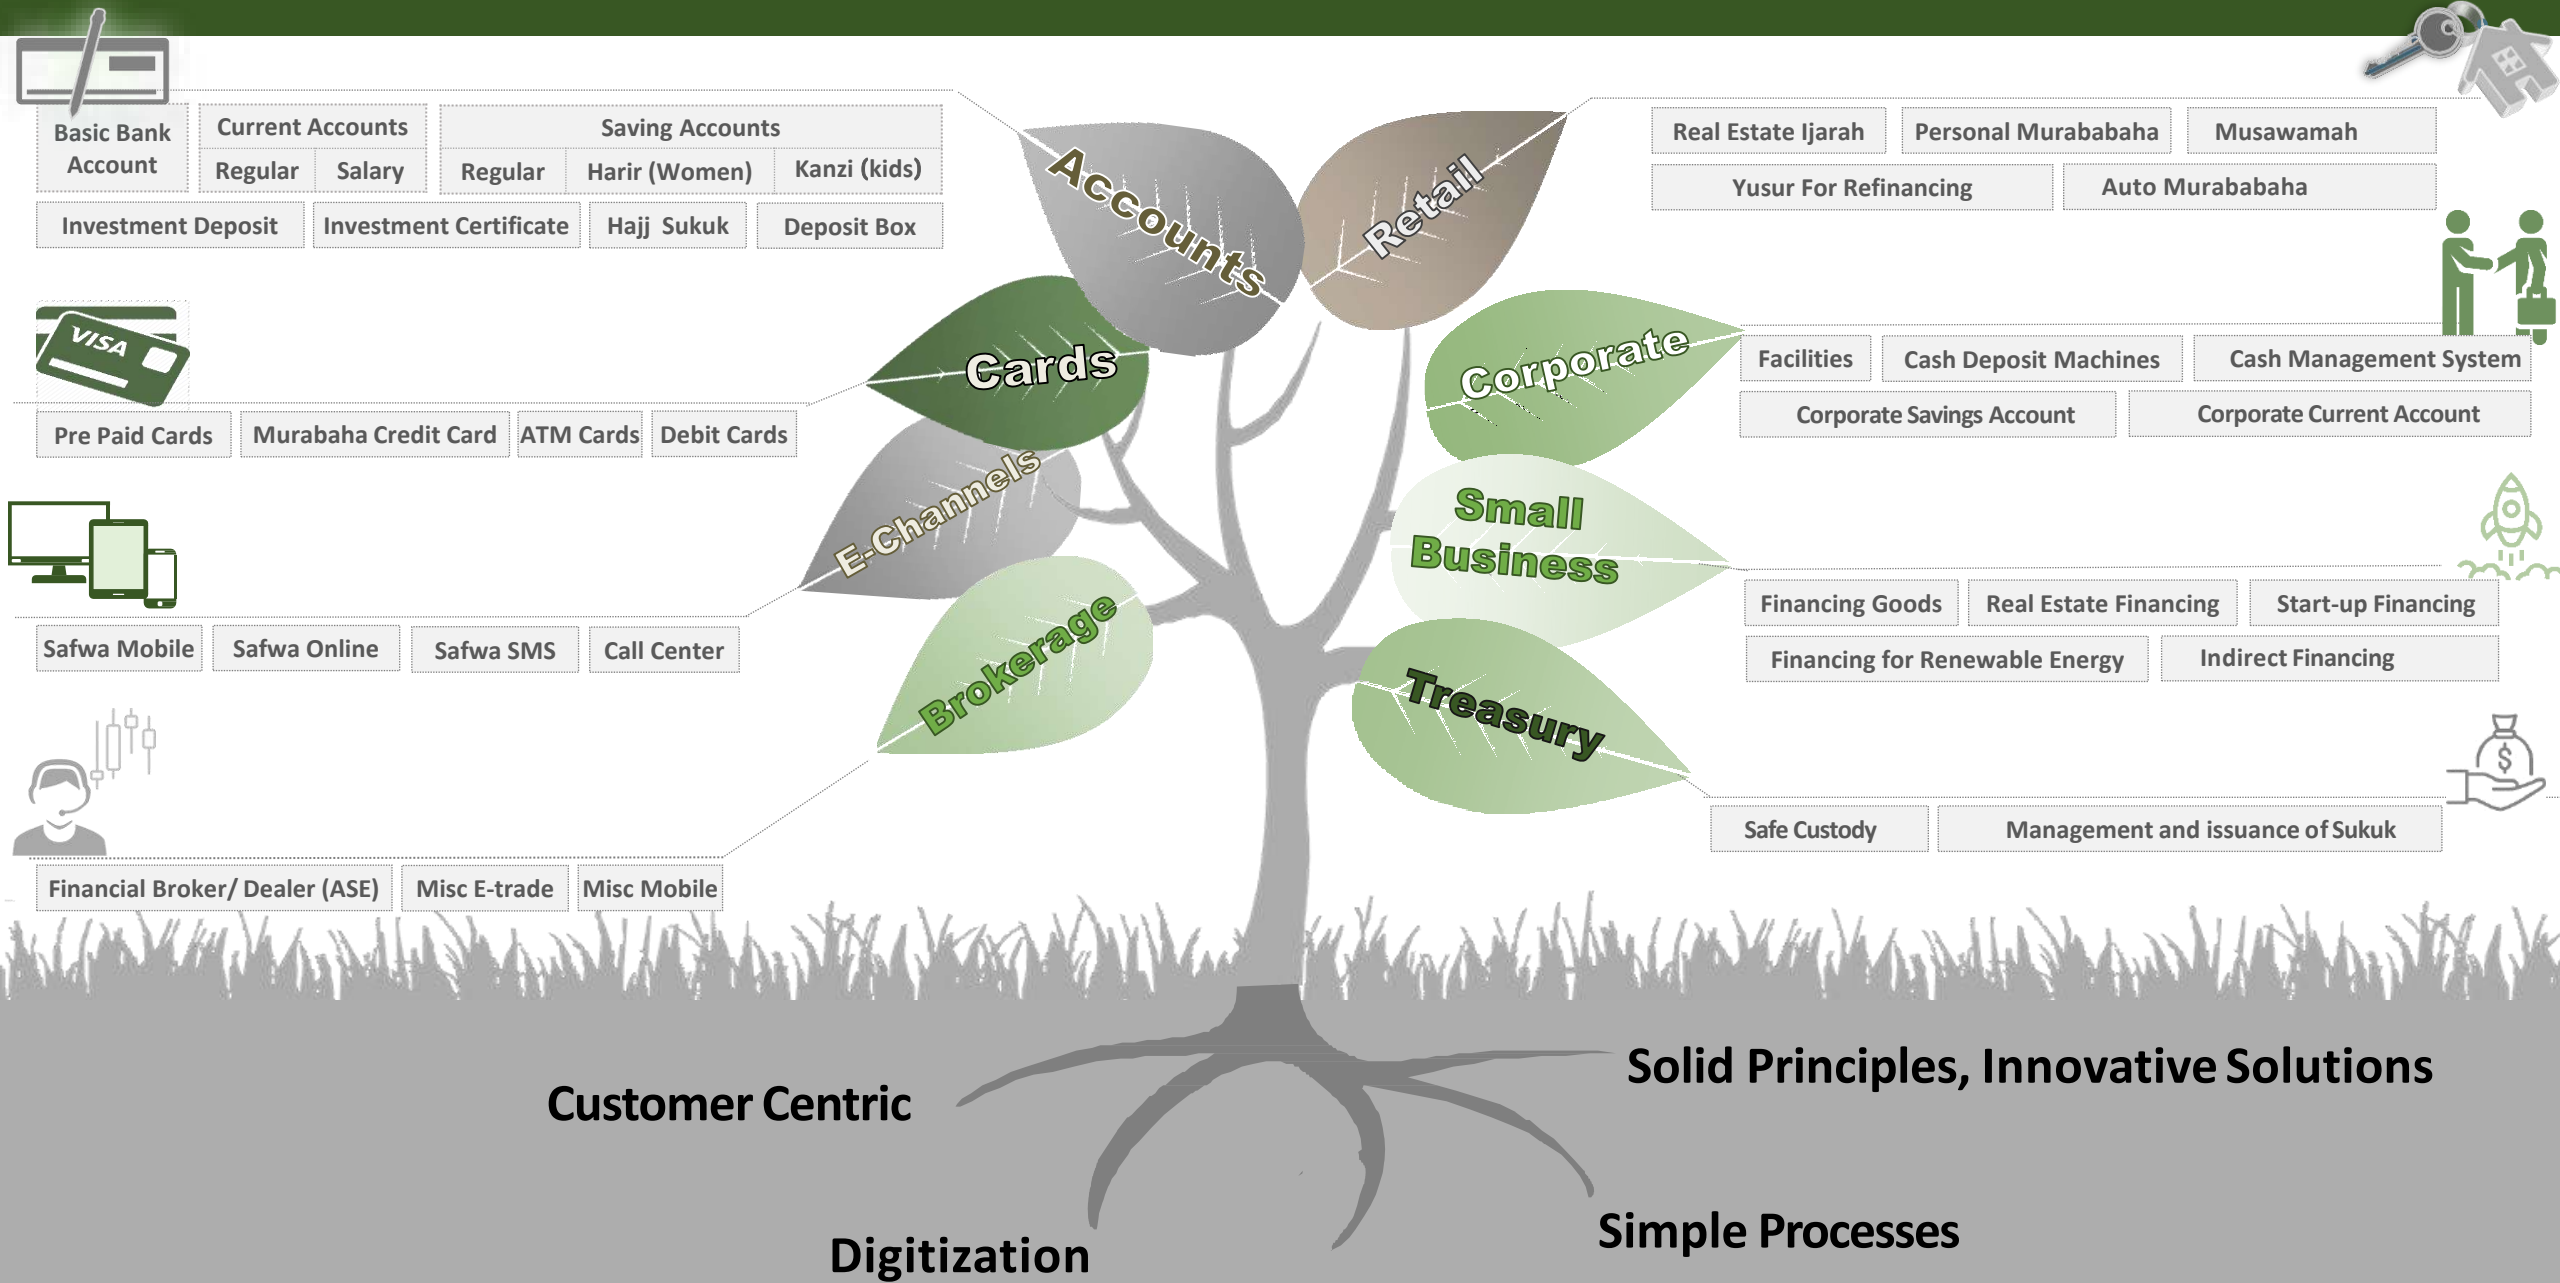 Basic Bank
Account
Current Accounts
Regular
Salary
Saving Accounts
Regular
Harir (Women)
Kanzi (kids)
Investment Deposit
Investment Certificate
Hajj Sukuk
Deposit Box
Accounts
Retail
Real Estate Ijarah
Personal Murababaha
Musawamah
Yusur For Refinancing
Auto Murababaha
VISA
Cards
Pre Paid Cards
Murabaha Credit Card
ATM Cards
Debit Cards
Corporate
Facilities
Cash Deposit Machines
Cash Management System
Corporate Savings Account
Corporate Current Account
E-Channels
Safwa Mobile
Safwa Online
Safwa SMS
Call Center
Small
Business
Financing Goods
Real Estate Financing
Start-up Financing
Financing for Renewable Energy
Indirect Financing
Brokerage
Financial Broker/ Dealer (ASE)
Misc E-trade
Misc Mobile
Treasury
$
Safe Custody
Management and issuance of Sukuk
Customer Centric
Solid Principles, Innovative Solutions
Digitization
Simple Processes